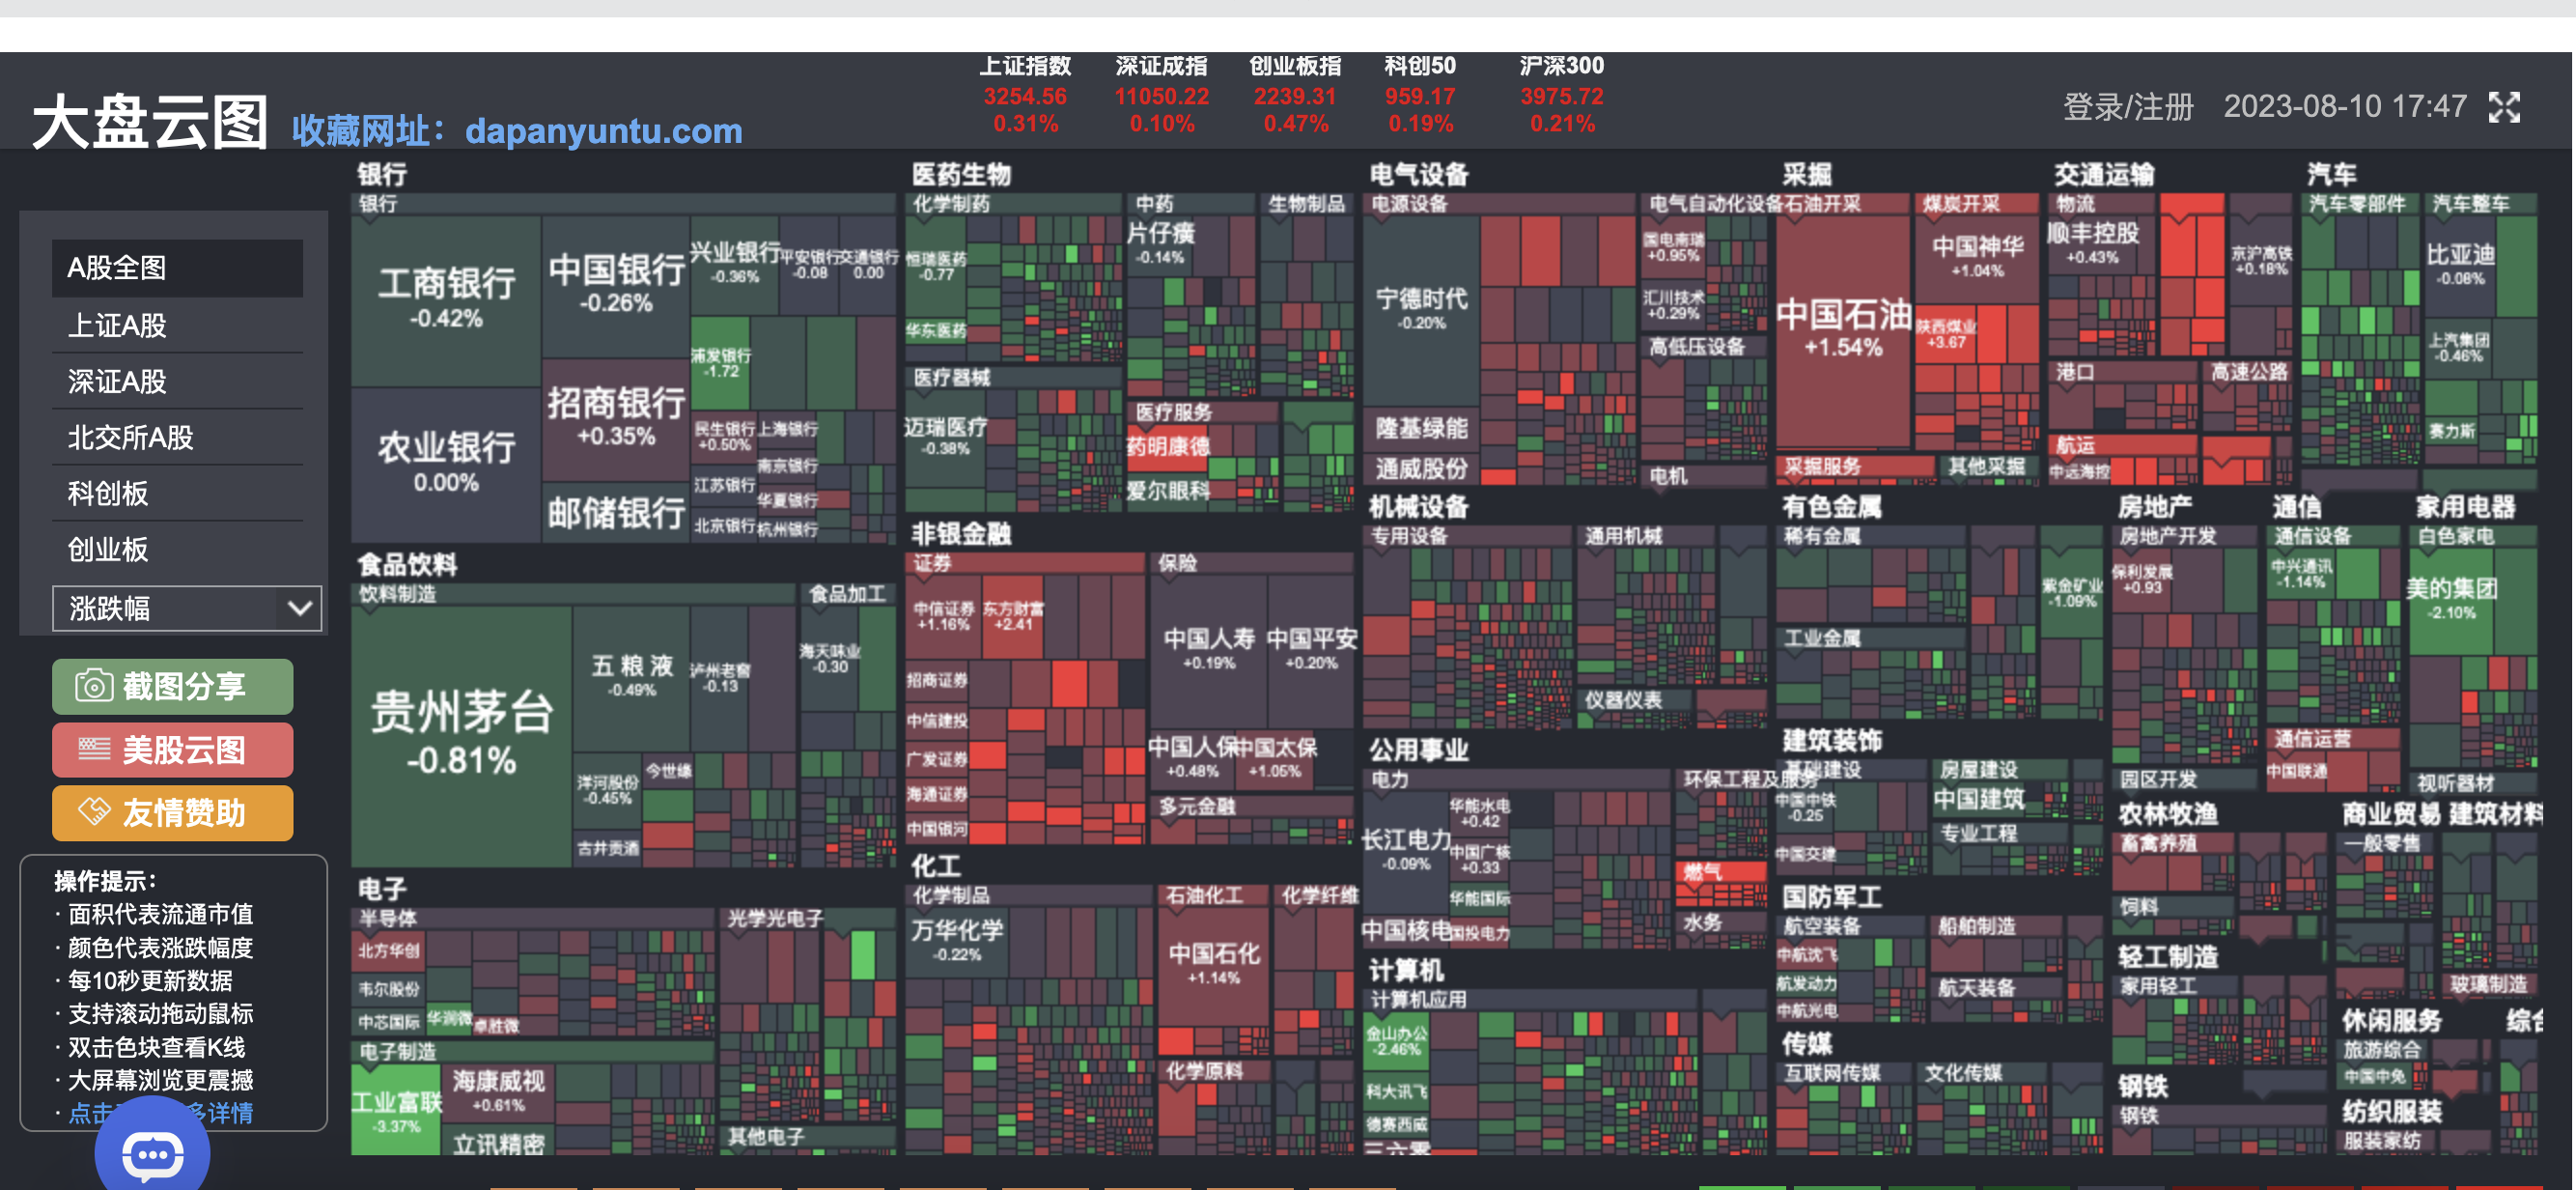 上证指数 深证成指 创业板指 科创50 沪深300
3254.56 11050.22 2239.31 959.17 3975.72
0.31% 0.10% 0.47% 0.19% 0.21%
大盘云图 收藏网址：dapanyuntu.com
登录/注册 2023-08-10 17:47
A股全图
上证A股
深证A股
北交所A股
科创板
创业板
涨跌幅
截图分享
美股云图
友情赞助
操作提示：
· 面积代表流通市值
· 颜色代表涨跌幅度
· 每10秒更新数据
· 支持滚动拖动鼠标
· 双击色块查看K线
· 大屏幕浏览更震撼
· 点击 多详情
银行
银行
工商银行
-0.42%
农业银行
0.00%
中国银行
-0.26%
招商银行
+0.35%
邮储银行
兴业银行
-0.36%
平安银行
-0.08
交通银行
0.00
浦发银行
-1.72
民生银行
+0.50%
上海银行
南京银行
江苏银行
华夏银行
北京银行
杭州银行
食品饮料
饮料制造
贵州茅台
-0.81%
五粮液
-0.49%
泸州老窖
-0.13
洋河股份
-0.45%
今世缘
古井贡酒
食品加工
海天味业
-0.30
电子
半导体
北方华创
韦尔股份
中芯国际
华润微
卓胜微
光学光电子
电子制造
工业富联
-3.37%
海康威视
+0.61%
立讯精密
其他电子
医药生物
化学制药
恒瑞医药
-0.77
华东医药
中药
片仔癀
-0.14%
生物制品
医疗器械
迈瑞医疗
-0.38%
医疗服务
药明康德
爱尔眼科
非银金融
证券
中信证券
+1.16%
东方财富
+2.41
招商证券
中信建投
广发证券
海通证券
中国银河
保险
中国人寿
+0.19%
中国平安
+0.20%
中国人保
+0.48%
中国太保
+1.05%
多元金融
化工
化学制品
万华化学
-0.22%
石油化工
中国石化
+1.14%
化学纤维
化学原料
电气设备
电源设备
宁德时代
-0.20%
隆基绿能
通威股份
电气自动化设备
国电南瑞
+0.95%
汇川技术
+0.29%
高低压设备
电机
机械设备
专用设备
通用机械
仪器仪表
公用事业
电力
长江电力
-0.09%
中国核电
华能水电
+0.42
中国广核
+0.33
华能国际
国投电力
环保工程及服务
燃气
水务
计算机
计算机应用
金山办公
-2.46%
科大讯飞
德赛西威
三六零
采掘
石油开采
中国石油
+1.54%
煤炭开采
中国神华
+1.04%
陕西煤业
+3.67
采掘服务
其他采掘
有色金属
稀有金属
工业金属
紫金矿业
-1.09%
建筑装饰
基础建设
中国中铁
-0.25
中国交建
房屋建设
中国建筑
专业工程
国防军工
航空装备
中航沈飞
航发动力
中航光电
船舶制造
航天装备
传媒
互联网传媒
文化传媒
交通运输
物流
顺丰控股
+0.43%
京沪高铁
+0.18%
港口
高速公路
航运
中远海控
汽车
汽车零部件
汽车整车
比亚迪
-0.08%
上汽集团
-0.46%
赛力斯
房地产
房地产开发
保利发展
+0.93
园区开发
通信
通信设备
中兴通讯
-1.14%
通信运营
中国联通
家用电器
白色家电
美的集团
-2.10%
视听器材
农林牧渔
畜禽养殖
饲料
商业贸易
一般零售
建筑材料
玻璃制造
轻工制造
家用轻工
休闲服务
旅游综合
中国中免
综合
钢铁
钢铁
纺织服装
服装家纺